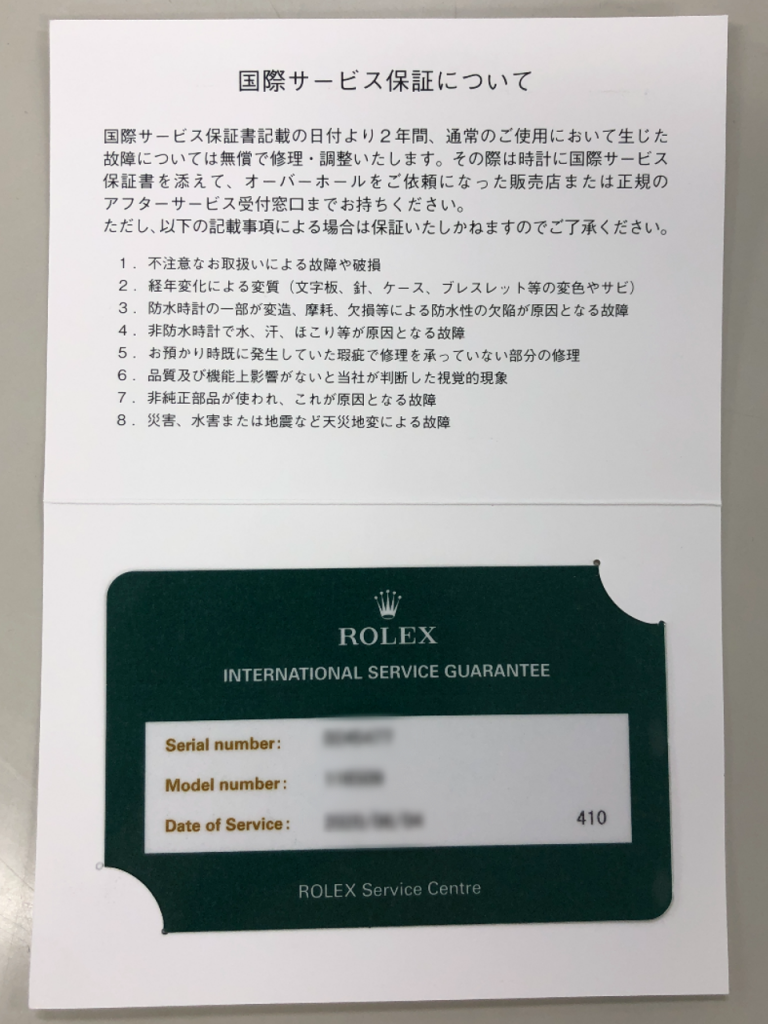 国際サービス保証について
国際サービス保証書記載の日付より２年間、通常のご使用において生じた
故障については無償で修理・調整いたします。その際は時計に国際サービス
保証書を添えて、オーバーホールをご依頼になった販売店または正規の
アフターサービス受付窓口までお持ちください。
ただし、以下の記載事項による場合は保証いたしかねますのでご了承ください。
１．不注意なお取扱いによる故障や破損
２．経年変化による変質（文字板、針、ケース、ブレスレット等の変色やサビ）
３．防水時計の一部が変造、摩耗、欠損等による防水性の欠陥が原因となる故障
４．非防水時計で水、汗、ほこり等が原因となる故障
５．お預かり時既に発生していた瑕疵で修理を承っていない部分の修理
６．品質及び機能上影響がないと当社が判断した視覚的現象
７．非純正部品が使われ、これが原因となる故障
８．災害、水害または地震など天災地変による故障
ROLEX
INTERNATIONAL SERVICE GUARANTEE
Serial number:
Model number:
Date of Service: 410
ROLEX Service Centre